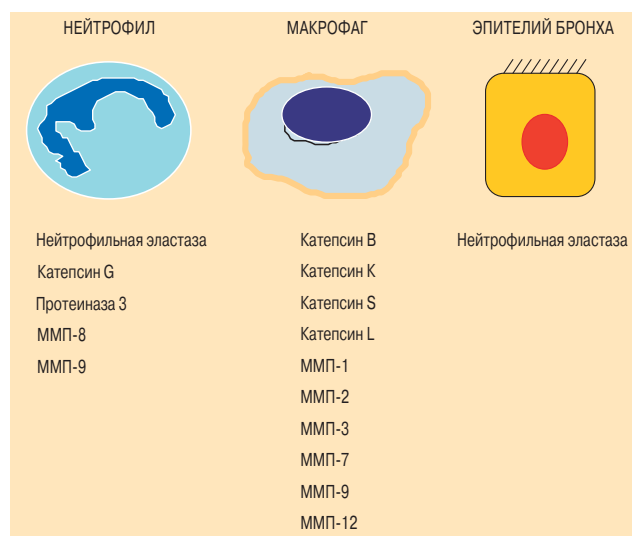 НЕЙТРОФИЛ
МАКРОФАГ
ЭПИТЕЛИЙ БРОНХА
Нейтрофильная эластаза
Катепсин G
Протеиназа 3
ММП-8
ММП-9
Катепсин B
Катепсин K
Катепсин S
Катепсин L
ММП-1
ММП-2
ММП-3
ММП-7
ММП-9
ММП-12
Нейтрофильная эластаза